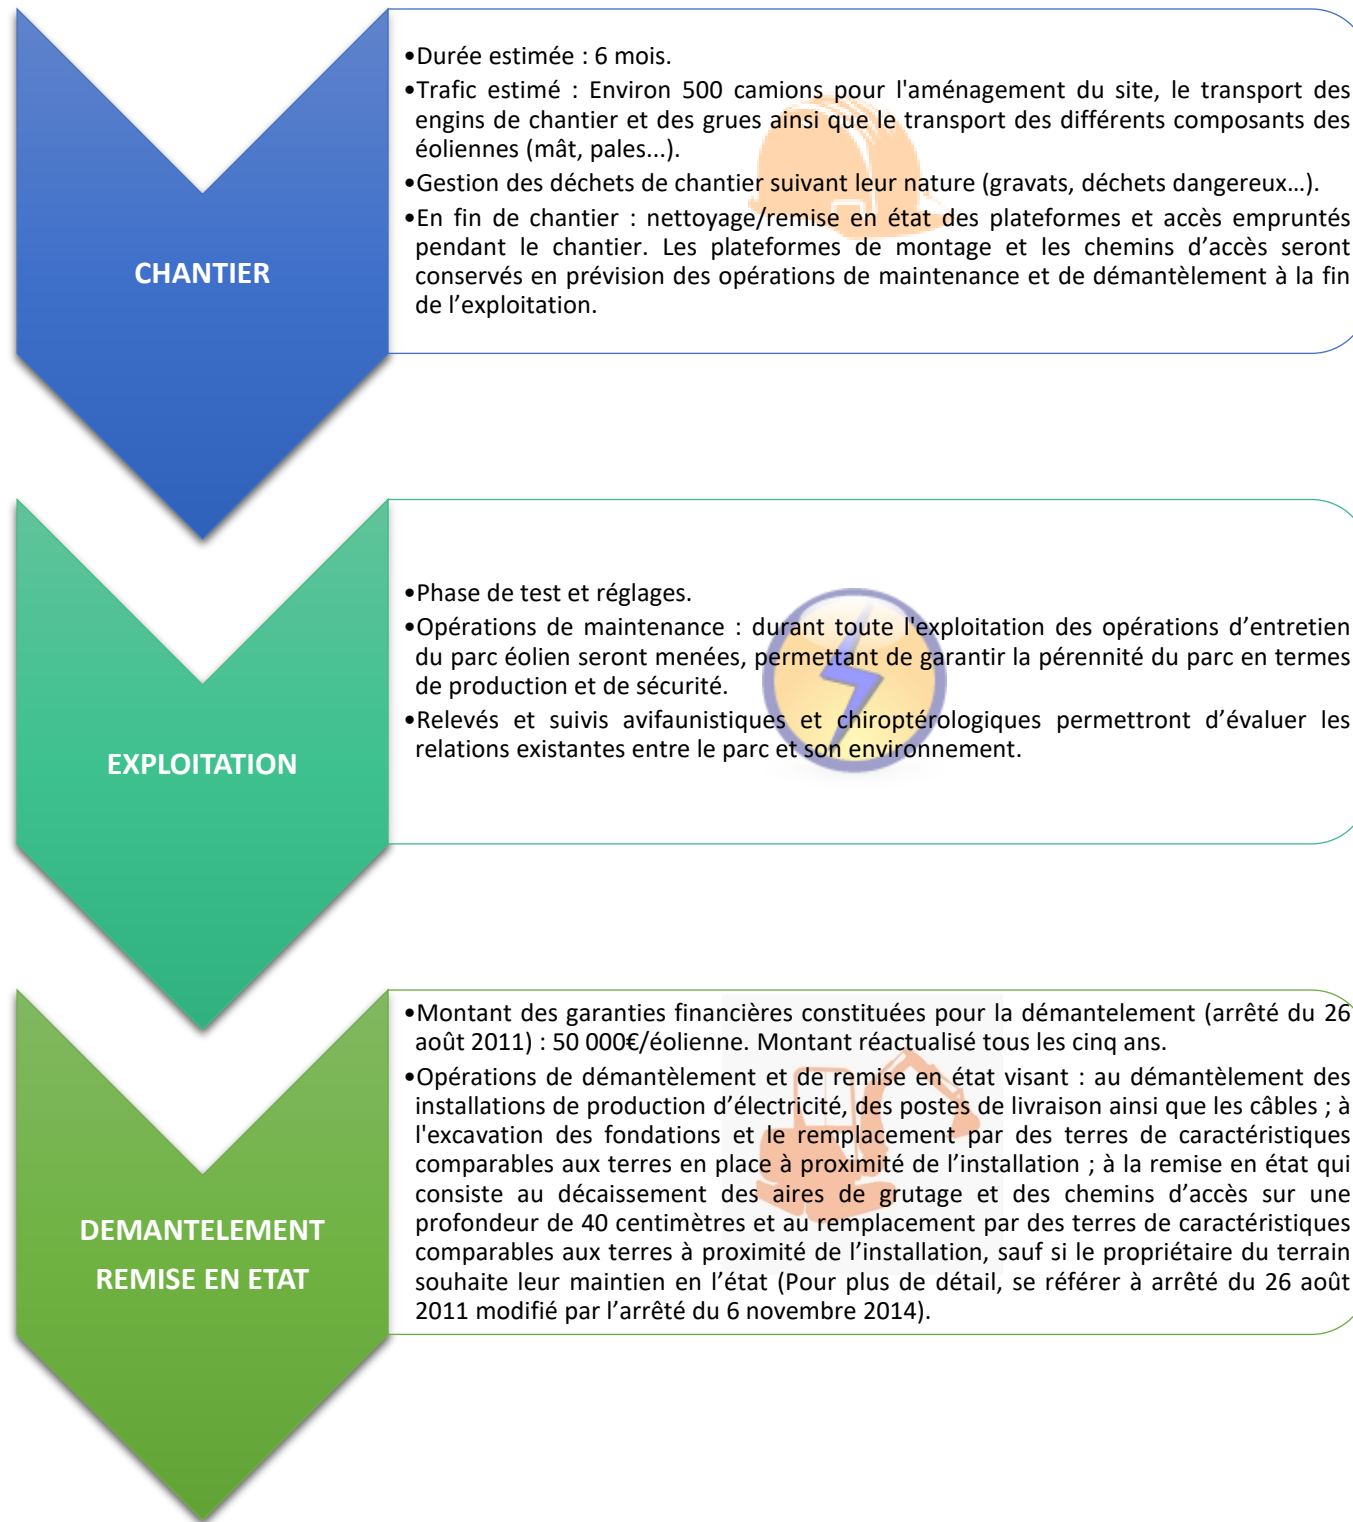 CHANTIER
•Durée estimée : 6 mois.
•Trafic estimé : Environ 500 camions pour l'aménagement du site, le transport des
engins de chantier et des grues ainsi que le transport des différents composants des
éoliennes (mât, pales...).
•Gestion des déchets de chantier suivant leur nature (gravats, déchets dangereux…).
•En fin de chantier : nettoyage/remise en état des plateformes et accès empruntés
pendant le chantier. Les plateformes de montage et les chemins d’accès seront
conservés en prévision des opérations de maintenance et de démantèlement à la fin
de l’exploitation.
EXPLOITATION
•Phase de test et réglages.
•Opérations de maintenance : durant toute l'exploitation des opérations d’entretien
du parc éolien seront menées, permettant de garantir la pérennité du parc en termes
de production et de sécurité.
•Relevés et suivis avifaunistiques et chiroptérologiques permettront d’évaluer les
relations existantes entre le parc et son environnement.
DEMANTELEMENT
REMISE EN ETAT
•Montant des garanties financières constituées pour la démantelement (arrêté du 26
août 2011) : 50 000€/éolienne. Montant réactualisé tous les cinq ans.
•Opérations de démantèlement et de remise en état visant : au démantèlement des
installations de production d’électricité, des postes de livraison ainsi que les câbles ; à
l'excavation des fondations et le remplacement par des terres de caractéristiques
comparables aux terres en place à proximité de l’installation ; à la remise en état qui
consiste au décaissement des aires de grutage et des chemins d’accès sur une
profondeur de 40 centimètres et au remplacement par des terres de caractéristiques
comparables aux terres à proximité de l’installation, sauf si le propriétaire du terrain
souhaite leur maintien en l’état (Pour plus de détail, se référer à arrêté du 26 août
2011 modifié par l’arrêté du 6 novembre 2014).